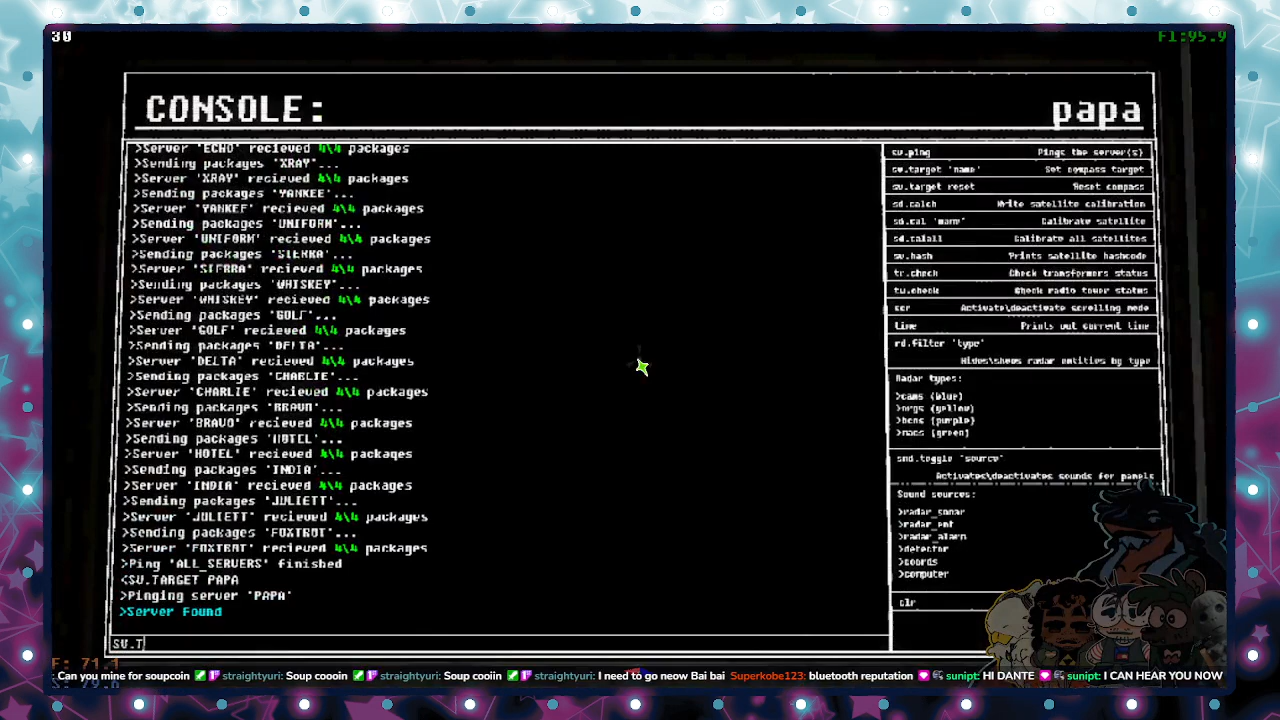 30
F1:95.9
CONSOLE:
papa
>Server 'ECHO' recieved 4\4 packages
>Sending packages 'XRAY'...
>Server 'XRAY' recieved 4\4 packages
>Sending packages 'YANKEE'...
>Server 'YANKEE' recieved 4\4 packages
>Sending packages 'UNIFORM'...
>Server 'UNIFORM' recieved 4\4 packages
>Sending packages 'SIERRA'...
>Server 'SIERRA' recieved 4\4 packages
>Sending packages 'WHISKEY'...
>Server 'WHISKEY' recieved 4\4 packages
>Sending packages 'GOLF'...
>Server 'GOLF' recieved 4\4 packages
>Sending packages 'DELTA'...
>Server 'DELTA' recieved 4\4 packages
>Sending packages 'CHARLIE'...
>Server 'CHARLIE' recieved 4\4 packages
>Sending packages 'BRAVO'...
>Server 'BRAVO' recieved 4\4 packages
>Sending packages 'HOTEL'...
>Server 'HOTEL' recieved 4\4 packages
>Sending packages 'INDIA'...
>Server 'INDIA' recieved 4\4 packages
>Sending packages 'JULIETT'...
>Server 'JULIETT' recieved 4\4 packages
>Sending packages 'FOXTROT'...
>Server 'FOXTROT' recieved 4\4 packages
>Ping 'ALL_SERVERS' finished
<SV.TARGET PAPA
>Pinging server 'PAPA'
>Server Found
SV.T
sv.ping Pings the server(s)
sv.target 'name' Set compass target
sv.target reset Reset compass
sd.calch Write satellite calibration
sd.cal 'name' Calibrate satellite
sd.calall Calibrate all satellites
sv.hash Prints satellite hashcode
tr.check Check transformers status
tw.check Check radio tower status
scr Activate\deactivate scrolling mode
line Prints out current line
rd.filter 'type'
Hides\shows radar entities by type
Radar types:
>cams (blue)
>orgs (yellow)
>bcns (purple)
>nacs (green)
snd.toggle 'source'
Activates\deactivates sounds for panels
Sound sources:
>radar_sonar
>radar_ent
>radar_alarm
>detector
>coords
>computer
clr
F: 71.1
: Can you mine for soupcoin straightyuri: Soup coooin straightyuri: Soup cooiin straightyuri: I need to go neow Bai bai Superkobe123: bluetooth reputation sunipt: HI DANTE sunipt: I CAN HEAR YOU NOW